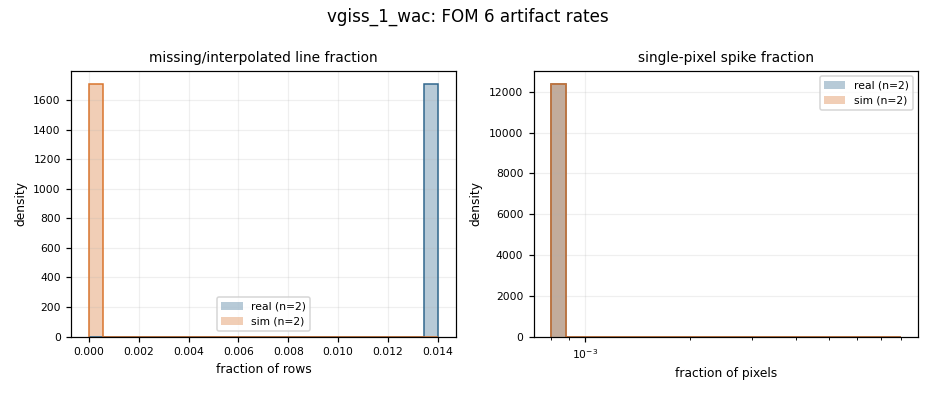 vgiss_1_wac: FOM 6 artifact rates
missing/interpolated line fraction
density
1600
1400
1200
1000
800
600
400
200
0
0.000 0.002 0.004 0.006 0.008 0.010 0.012 0.014
fraction of rows
real (n=2)
sim (n=2)
single-pixel spike fraction
density
12000
10000
8000
6000
4000
2000
0
10⁻³
fraction of pixels
real (n=2)
sim (n=2)